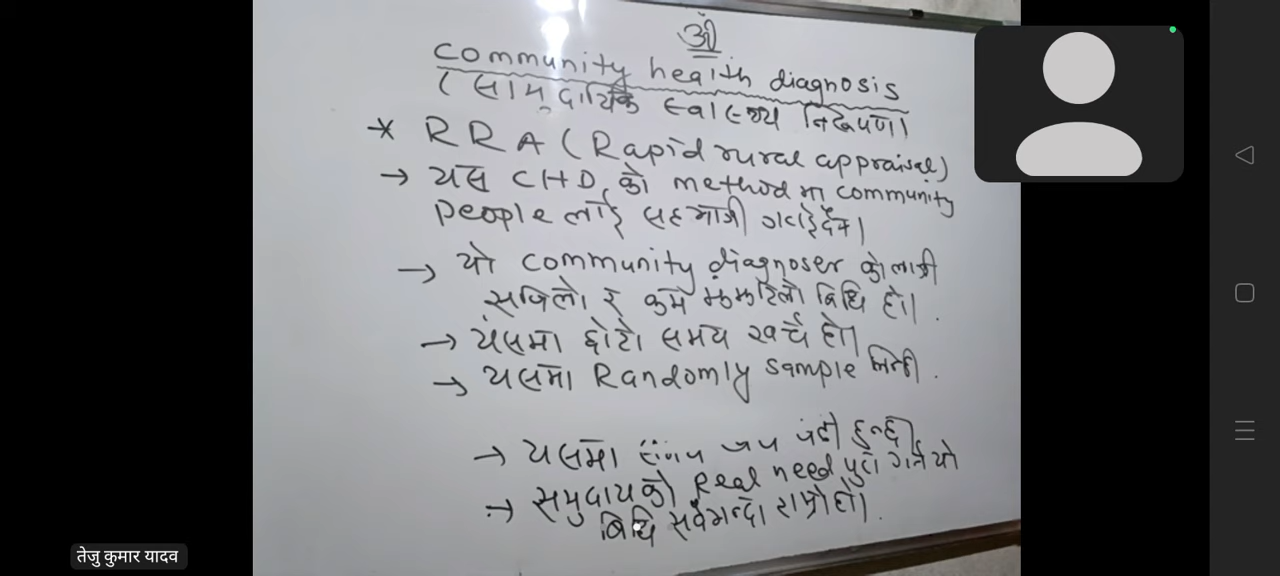 ॐ
Community health diagnosis
(सामुदायिक स्वास्थ्य निरूपण)
* RRA (Rapid rural appraisal)
→ यस CHD को method मा community
People लाई सहभागी गराईदैन।
→ यो community diagnoser को लागी
सजिलो र कम झन्झटिलो बिधि हो।
→ यसमा छोटो समय खर्च हो।
→ यसमा Randomly sample लिन्छौ.
→ यसमा हुन्छ।
→ समुदायको Real need पुरा गर्न यो
बिधि सबैभन्दा राम्रो हो।
तेजु कुमार यादव